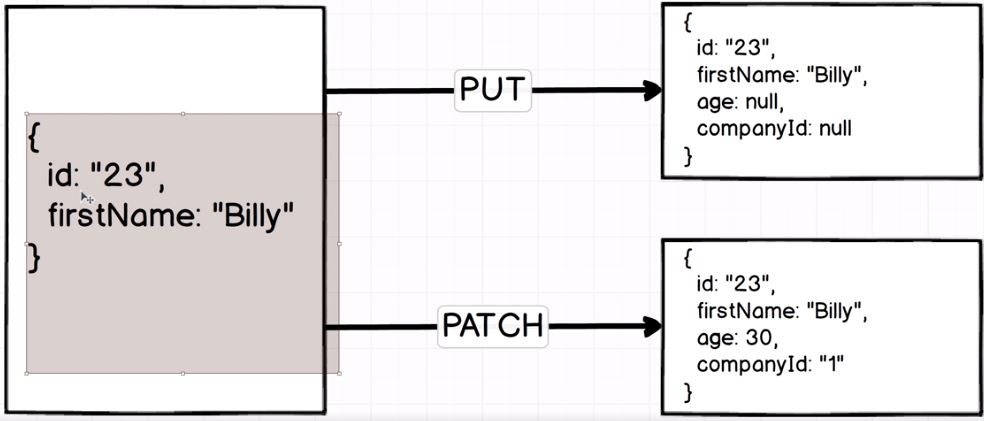 {
id: "23",
firstName: "Billy"
}
PUT
{
id: "23",
firstName: "Billy",
age: null,
companyId: null
}
PATCH
{
id: "23",
firstName: "Billy",
age: 30,
companyId: "1"
}